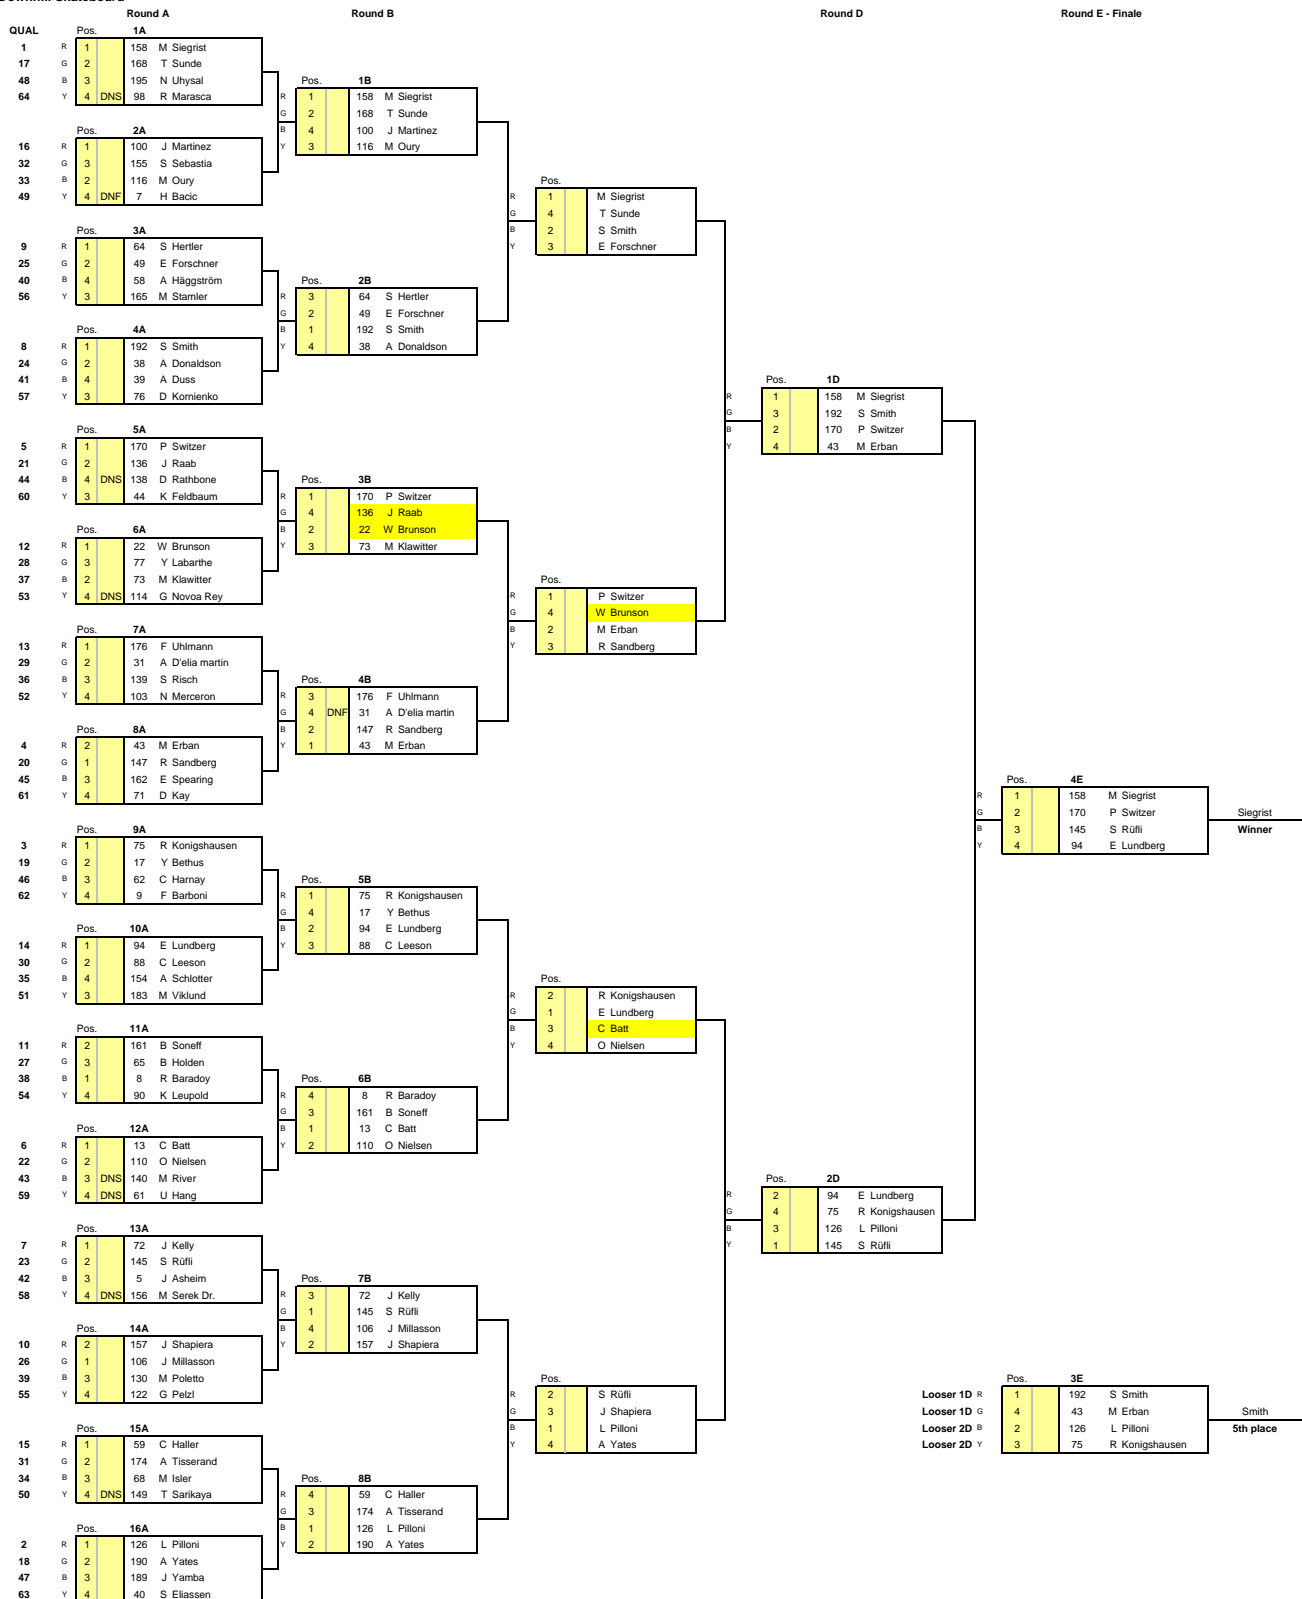 Round A Round B Round D Round E - Finale
QUAL Pos. 1A
1 R 1 158 M Siegrist
17 G 2 168 T Sunde
48 B 3 195 N Uhysal
64 Y 4 DNS 98 R Marasca
Pos. 2A
16 R 1 100 J Martinez
32 G 3 155 S Sebastia
33 B 2 116 M Oury
49 Y 4 DNF 7 H Bacic
Pos. 3A
9 R 1 64 S Hertler
25 G 2 49 E Forschner
40 B 4 58 A Häggström
56 Y 3 165 M Stamler
Pos. 4A
8 R 1 192 S Smith
24 G 2 38 A Donaldson
41 B 4 39 A Duss
57 Y 3 76 D Kornienko
Pos. 5A
5 R 1 170 P Switzer
21 G 2 136 J Raab
44 B 4 DNS 138 D Rathbone
60 Y 3 44 K Feldbaum
Pos. 6A
12 R 1 22 W Brunson
28 G 3 77 Y Labarthe
37 B 2 73 M Klawitter
53 Y 4 DNS 114 G Novoa Rey
Pos. 7A
13 R 1 176 F Uhlmann
29 G 2 31 A D'elia martin
36 B 3 139 S Risch
52 Y 4 103 N Merceron
Pos. 8A
4 R 2 43 M Erban
20 G 1 147 R Sandberg
45 B 3 162 E Spearing
61 Y 4 71 D Kay
Pos. 9A
3 R 1 75 R Konigshausen
19 G 2 17 Y Bethus
46 B 3 62 C Harnay
62 Y 4 9 F Barboni
Pos. 10A
14 R 1 94 E Lundberg
30 G 2 88 C Leeson
35 B 4 154 A Schlotter
51 Y 3 183 M Viklund
Pos. 11A
11 R 2 161 B Soneff
27 G 3 65 B Holden
38 B 1 8 R Baradoy
54 Y 4 90 K Leupold
Pos. 12A
6 R 1 13 C Batt
22 G 2 110 O Nielsen
43 B 3 DNS 140 M River
59 Y 4 DNS 61 U Hang
Pos. 13A
7 R 1 72 J Kelly
23 G 2 145 S Rüfli
42 B 3 5 J Asheim
58 Y 4 DNS 156 M Serek Dr.
Pos. 14A
10 R 2 157 J Shapiera
26 G 1 106 J Millasson
39 B 3 130 M Poletto
55 Y 4 122 G Pelzl
Pos. 15A
15 R 1 59 C Haller
31 G 2 174 A Tisserand
34 B 3 68 M Isler
50 Y 4 DNS 149 T Sarikaya
Pos. 16A
2 R 1 126 L Pilloni
18 G 2 190 A Yates
47 B 3 189 J Yamba
63 Y 4 40 S Eliassen
Pos. 1B
R 1 158 M Siegrist
G 2 168 T Sunde
B 4 100 J Martinez
Y 3 116 M Oury
Pos. 2B
R 3 64 S Hertler
G 2 49 E Forschner
B 1 192 S Smith
Y 4 38 A Donaldson
Pos. 3B
R 1 170 P Switzer
G 4 136 J Raab
B 2 22 W Brunson
Y 3 73 M Klawitter
Pos. 4B
R 3 176 F Uhlmann
G 4 DNF 31 A D'elia martin
B 2 147 R Sandberg
Y 1 43 M Erban
Pos. 5B
R 1 75 R Konigshausen
G 4 17 Y Bethus
B 2 94 E Lundberg
Y 3 88 C Leeson
Pos. 6B
R 4 8 R Baradoy
G 3 161 B Soneff
B 1 13 C Batt
Y 2 110 O Nielsen
Pos. 7B
R 3 72 J Kelly
G 1 145 S Rüfli
B 4 106 J Millasson
Y 2 157 J Shapiera
Pos. 8B
R 4 59 C Haller
G 3 174 A Tisserand
B 1 126 L Pilloni
Y 2 190 A Yates
Pos.
R 1 M Siegrist
G 4 T Sunde
B 2 S Smith
Y 3 E Forschner
Pos.
R 1 P Switzer
G 4 W Brunson
B 2 M Erban
Y 3 R Sandberg
Pos.
R 2 R Konigshausen
G 1 E Lundberg
B 3 C Batt
Y 4 O Nielsen
Pos.
R 2 S Rüfli
G 3 J Shapiera
B 1 L Pilloni
Y 4 A Yates
Pos. 1D
R 1 158 M Siegrist
G 3 192 S Smith
B 2 170 P Switzer
Y 4 43 M Erban
Pos. 2D
R 2 94 E Lundberg
G 4 75 R Konigshausen
B 3 126 L Pilloni
Y 1 145 S Rüfli
Pos. 4E
R 1 158 M Siegrist
G 2 170 P Switzer
B 3 145 S Rüfli
Y 4 94 E Lundberg
Siegrist
Winner
Pos. 3E
Looser 1D R 1 192 S Smith
Looser 1D G 4 43 M Erban
Looser 2D B 2 126 L Pilloni
Looser 2D Y 3 75 R Konigshausen
Smith
5th place